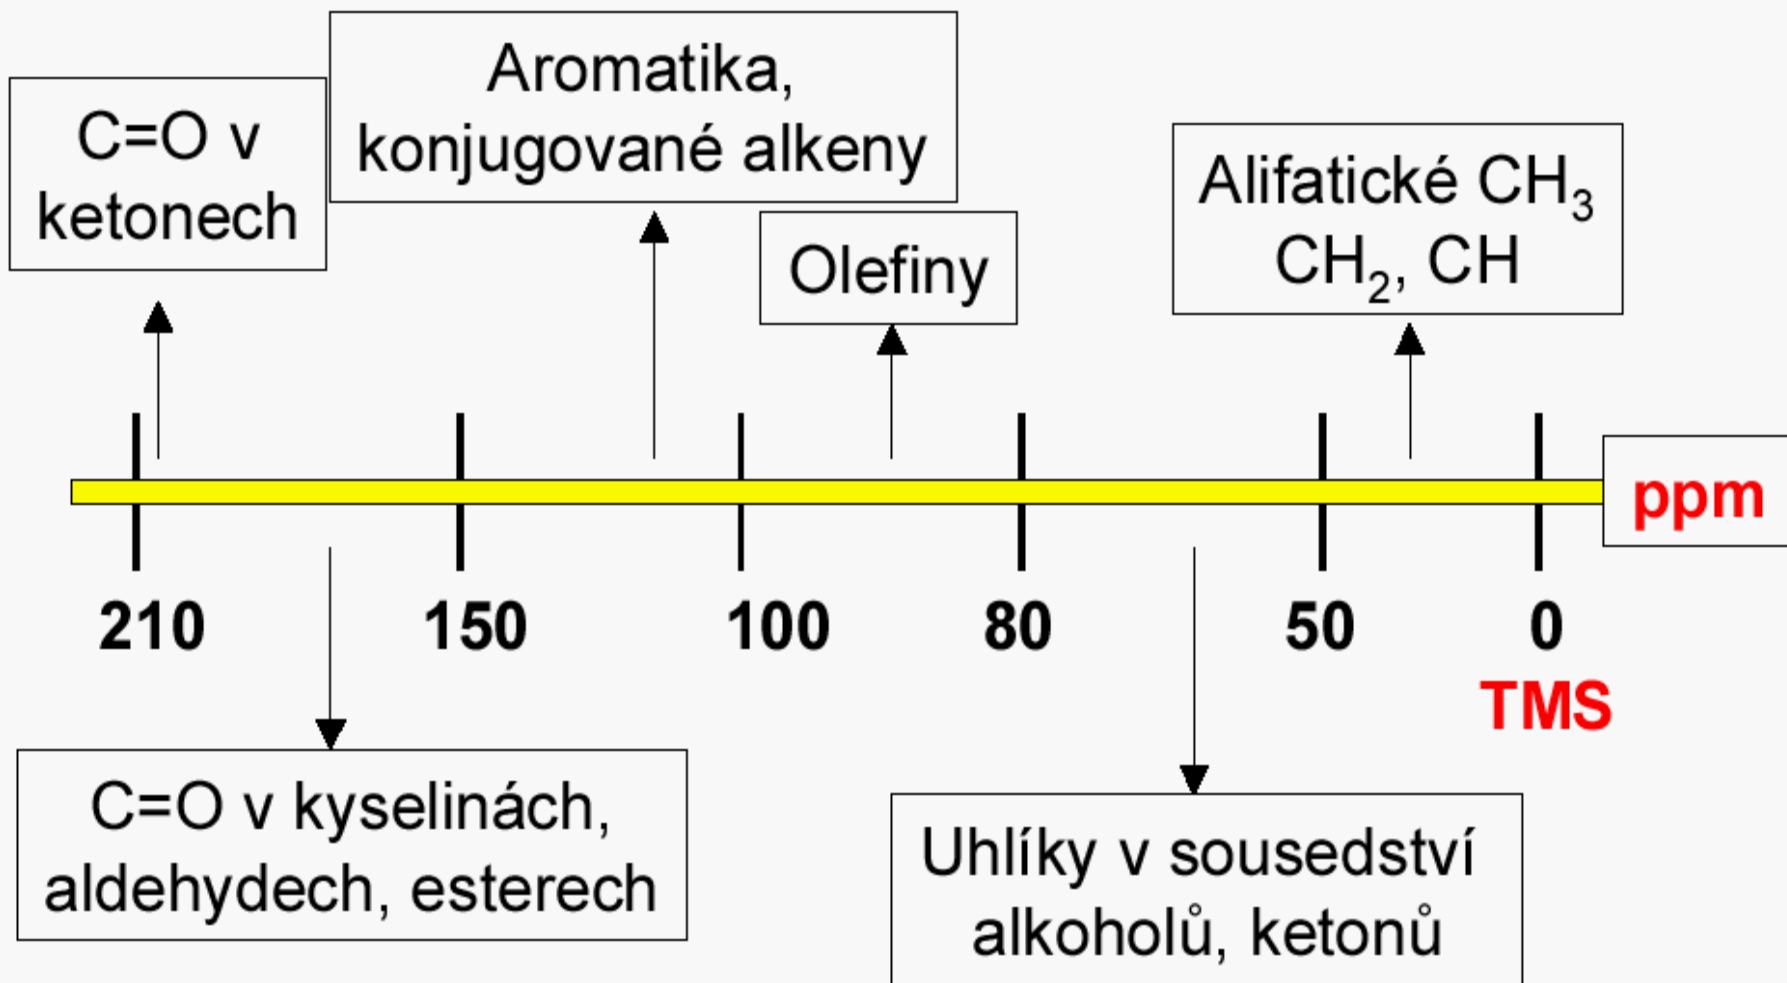 Aromatika,
konjugované alkeny
C=O v
ketonech
Olefiny
Alifatické CH₃
CH₂, CH
ppm
210 150 100 80 50 0
TMS
C=O v kyselinách,
aldehydech, esterech
Uhlíky v sousedství
alkoholů, ketonů